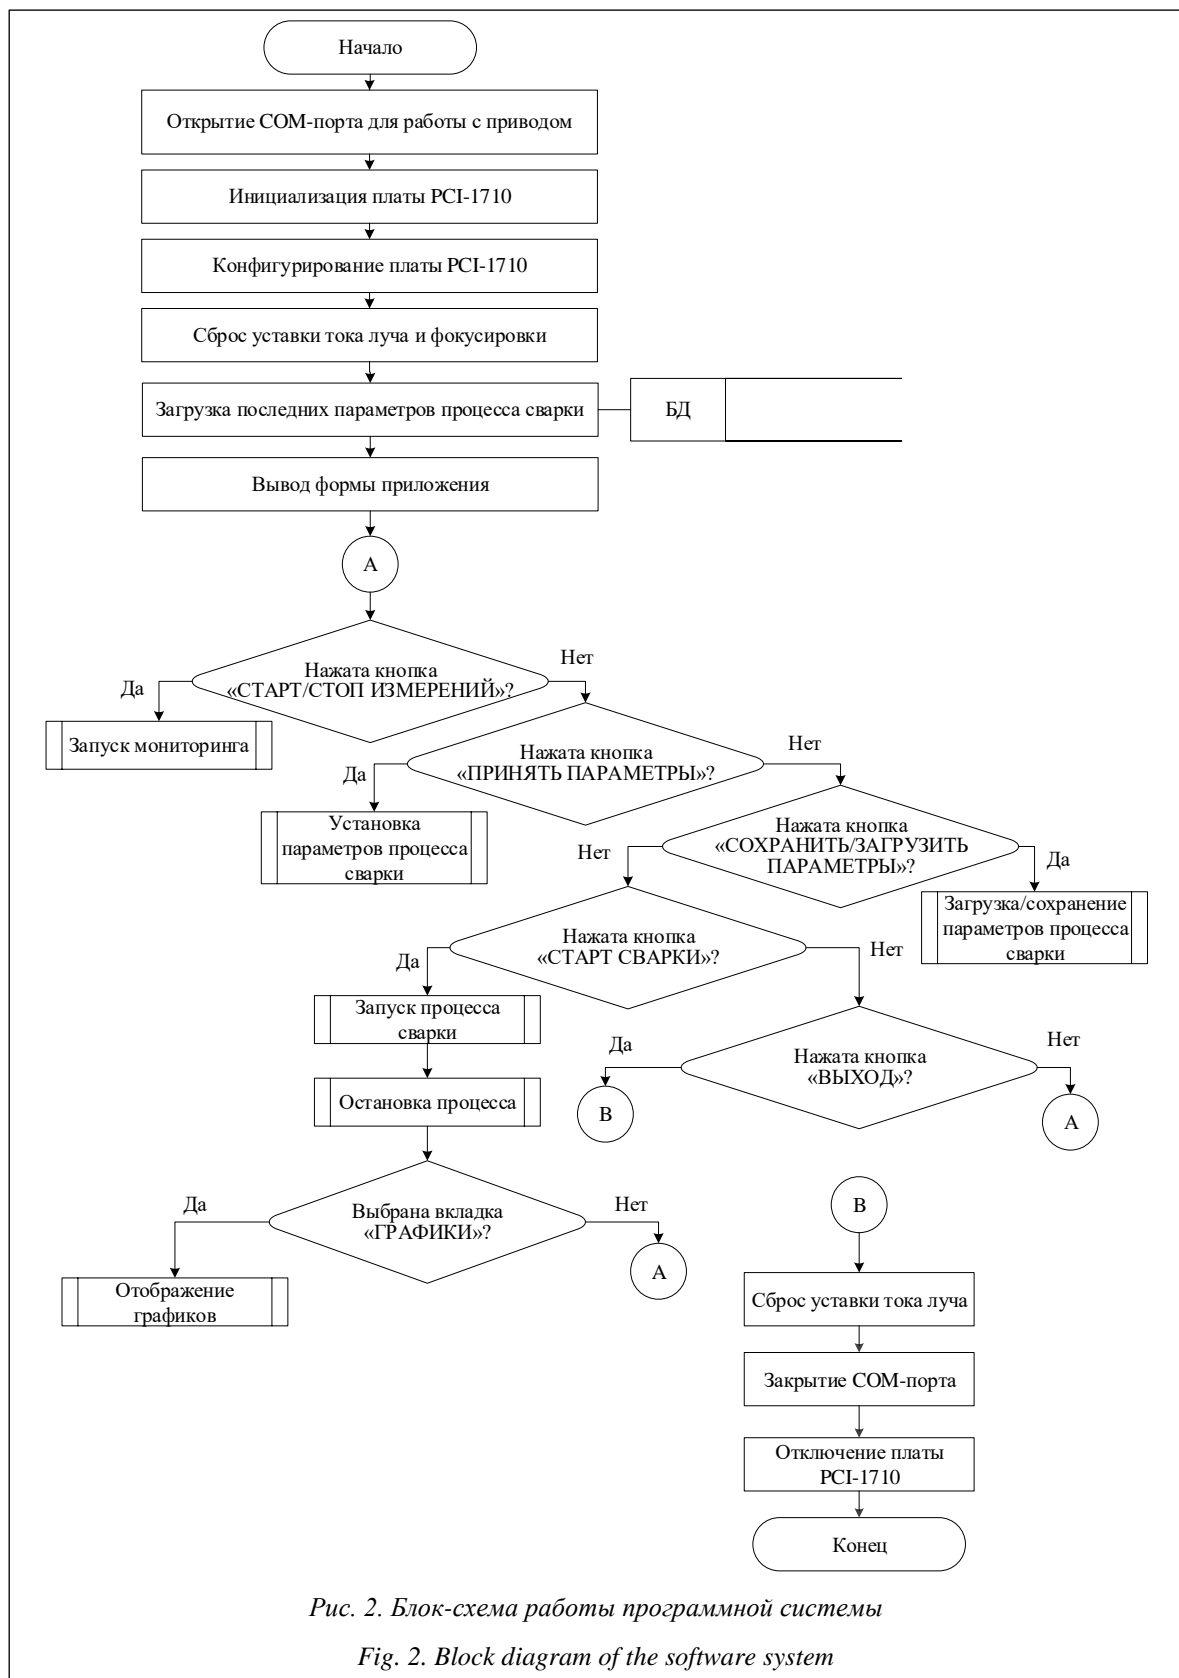 Начало
Открытие COM-порта для работы с приводом
Инициализация платы PCI-1710
Конфигурирование платы PCI-1710
Сброс уставки тока луча и фокусировки
Загрузка последних параметров процесса сварки
БД
Вывод формы приложения
А
Нажата кнопка
«СТАРТ/СТОП ИЗМЕРЕНИЙ»?
Да
Нет
Запуск мониторинга
Нажата кнопка
«ПРИНЯТЬ ПАРАМЕТРЫ»?
Да
Нет
Установка
параметров процесса
сварки
Нажата кнопка
«СОХРАНИТЬ/ЗАГРУЗИТЬ
ПАРАМЕТРЫ»?
Нет
Да
Загрузка/сохранение
параметров процесса
сварки
Нажата кнопка
«СТАРТ СВАРКИ»?
Да
Нет
Запуск процесса
сварки
Нажата кнопка
«ВЫХОД»?
Да
Нет
В
А
Остановка процесса
Выбрана вкладка
«ГРАФИКИ»?
Да
Нет
А
Отображение
графиков
В
Сброс уставки тока луча
Закрытие COM-порта
Отключение платы
PCI-1710
Конец
Рис. 2. Блок-схема работы программной системы
Fig. 2. Block diagram of the software system